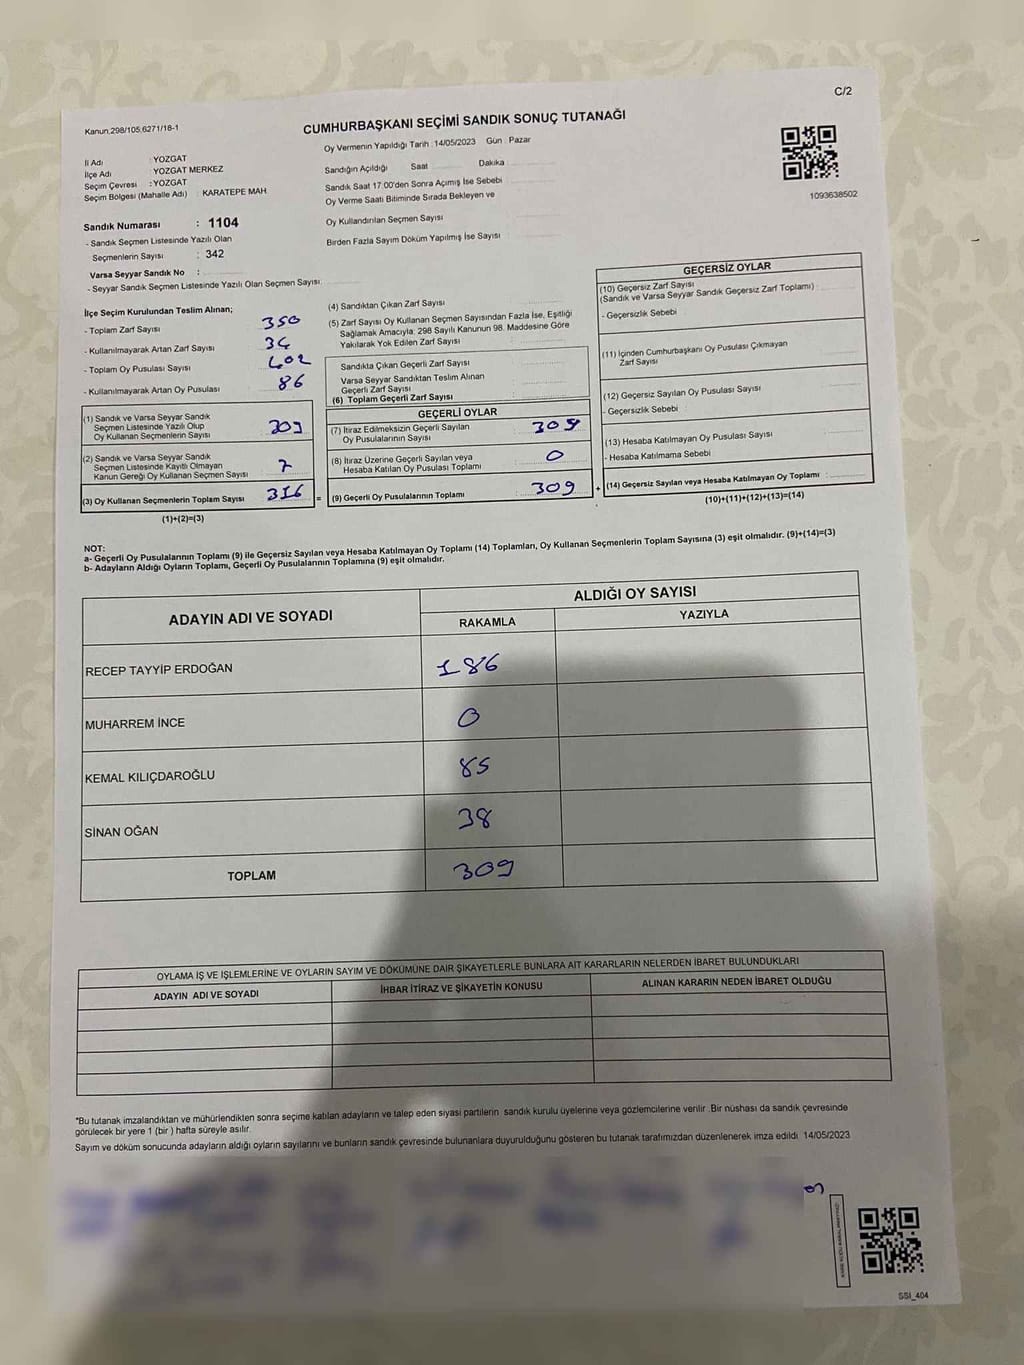 C/2
Kanun,298/105,6271/18-1
CUMHURBAŞKANI SEÇİMİ SANDIK SONUÇ TUTANAĞI
İl Adı : YOZGAT
İlçe Adı : YOZGAT MERKEZ
Seçim Çevresi : YOZGAT
Seçim Bölgesi (Mahalle Adı) : KARATEPE MAH.
Oy Vermenin Yapıldığı Tarih : 14/05/2023 Gün : Pazar
Sandığın Açıldığı Saat Dakika
Sandık Saat 17:00'den Sonra Açımış İse Sebebi
Oy Verme Saati Bitiminde Sırada Bekleyen ve
Oy Kullandırılan Seçmen Sayısı
Birden Fazla Sayım Döküm Yapılmış İse Sayısı
1093638502
Sandık Numarası : 1104
- Sandık Seçmen Listesinde Yazılı Olan
Seçmenlerin Sayısı : 342
Varsa Seyyar Sandık No :
- Seyyar Sandık Seçmen Listesinde Yazılı Olan Seçmen Sayısı:
İlçe Seçim Kurulundan Teslim Alınan;
- Toplam Zarf Sayısı 350
- Kullanılmayarak Artan Zarf Sayısı 34
- Toplam Oy Pusulası Sayısı 402
- Kullanılmayarak Artan Oy Pusulası 86
(1) Sandık ve Varsa Seyyar Sandık
Seçmen Listesinde Yazılı Olup
Oy Kullanan Seçmenlerin Sayısı 309
(2) Sandık ve Varsa Seyyar Sandık
Seçmen Listesinde Kayıtlı Olmayan
Kanun Gereği Oy Kullanan Seçmen Sayısı 7
(3) Oy Kullanan Seçmenlerin Toplam Sayısı 316 =
(1)+(2)=(3)
(4) Sandıktan Çıkan Zarf Sayısı
(5) Zarf Sayısı Oy Kullanan Seçmen Sayısından Fazla İse, Eşitliği
Sağlamak Amacıyla; 298 Sayılı Kanunun 98. Maddesine Göre
Yakılarak Yok Edilen Zarf Sayısı
Sandıkta Çıkan Geçerli Zarf Sayısı
Varsa Seyyar Sandıktan Teslim Alınan
Geçerli Zarf Sayısı
(6) Toplam Geçerli Zarf Sayısı
GEÇERLİ OYLAR
(7) İtiraz Edilmeksizin Geçerli Sayılan
Oy Pusulalarının Sayısı 309
(8) İtiraz Üzerine Geçerli Sayılan veya
Hesaba Katılan Oy Pusulası Toplamı 0
(9) Geçerli Oy Pusulalarının Toplamı 309 +
GEÇERSİZ OYLAR
(10) Geçersiz Zarf Sayısı
(Sandık ve Varsa Seyyar Sandık Geçersiz Zarf Toplamı)
- Geçersizlik Sebebi
(11) İçinden Cumhurbaşkanı Oy Pusulası Çıkmayan
Zarf Sayısı
(12) Geçersiz Sayılan Oy Pusulası Sayısı
- Geçersizlik Sebebi
(13) Hesaba Katılmayan Oy Pusulası Sayısı
- Hesaba Katılmama Sebebi
(14) Geçersiz Sayılan veya Hesaba Katılmayan Oy Toplamı
(10)+(11)+(12)+(13)=(14)
NOT:
a- Geçerli Oy Pusulalarının Toplamı (9) ile Geçersiz Sayılan veya Hesaba Katılmayan Oy Toplamı (14) Toplamları, Oy Kullanan Seçmenlerin Toplam Sayısına (3) eşit olmalıdır. (9)+(14)=(3)
b- Adayların Aldığı Oyların Toplamı, Geçerli Oy Pusulalarının Toplamına (9) eşit olmalıdır.
ADAYIN ADI VE SOYADI
ALDIĞI OY SAYISI
RAKAMLA YAZIYLA
RECEP TAYYİP ERDOĞAN 186
MUHARREM İNCE 0
KEMAL KILIÇDAROĞLU 85
SİNAN OĞAN 38
TOPLAM 309
OYLAMA İŞ VE İŞLEMLERİNE VE OYLARIN SAYIM VE DÖKÜMÜNE DAİR ŞİKAYETLERLE BUNLARA AİT KARARLARIN NELERDEN İBARET BULUNDUKLARI
ADAYIN ADI VE SOYADI İHBAR İTİRAZ VE ŞİKAYETİN KONUSU ALINAN KARARIN NEDEN İBARET OLDUĞU
*Bu tutanak imzalandıktan ve mühürlendikten sonra seçime katılan adayların ve talep eden siyasi partilerin sandık kurulu üyelerine veya gözlemcilerine verilir. Bir nüshası da sandık çevresinde
görülecek bir yere 1 (bir) hafta süreyle asılır.
Sayım ve döküm sonucunda adayların aldığı oyların sayılarını ve bunların sandık çevresinde bulunanlara duyurulduğunu gösteren bu tutanak tarafımızdan düzenlenerek imza edildi. 14/05/2023
SSI_404